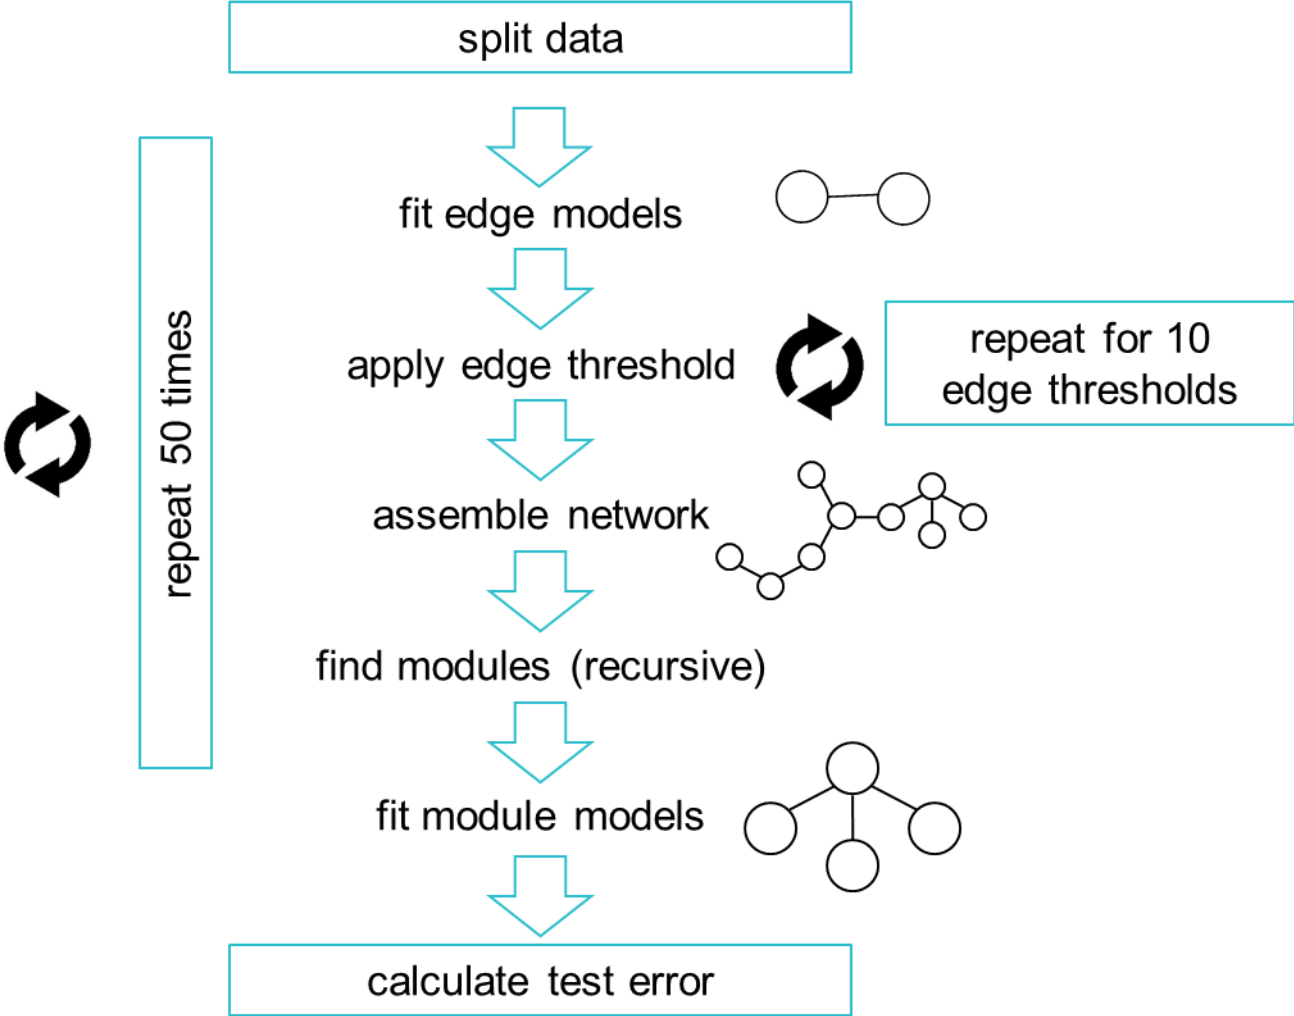 split data
fit edge models
apply edge threshold
repeat for 10
edge thresholds
repeat 50 times
assemble network
find modules (recursive)
fit module models
calculate test error